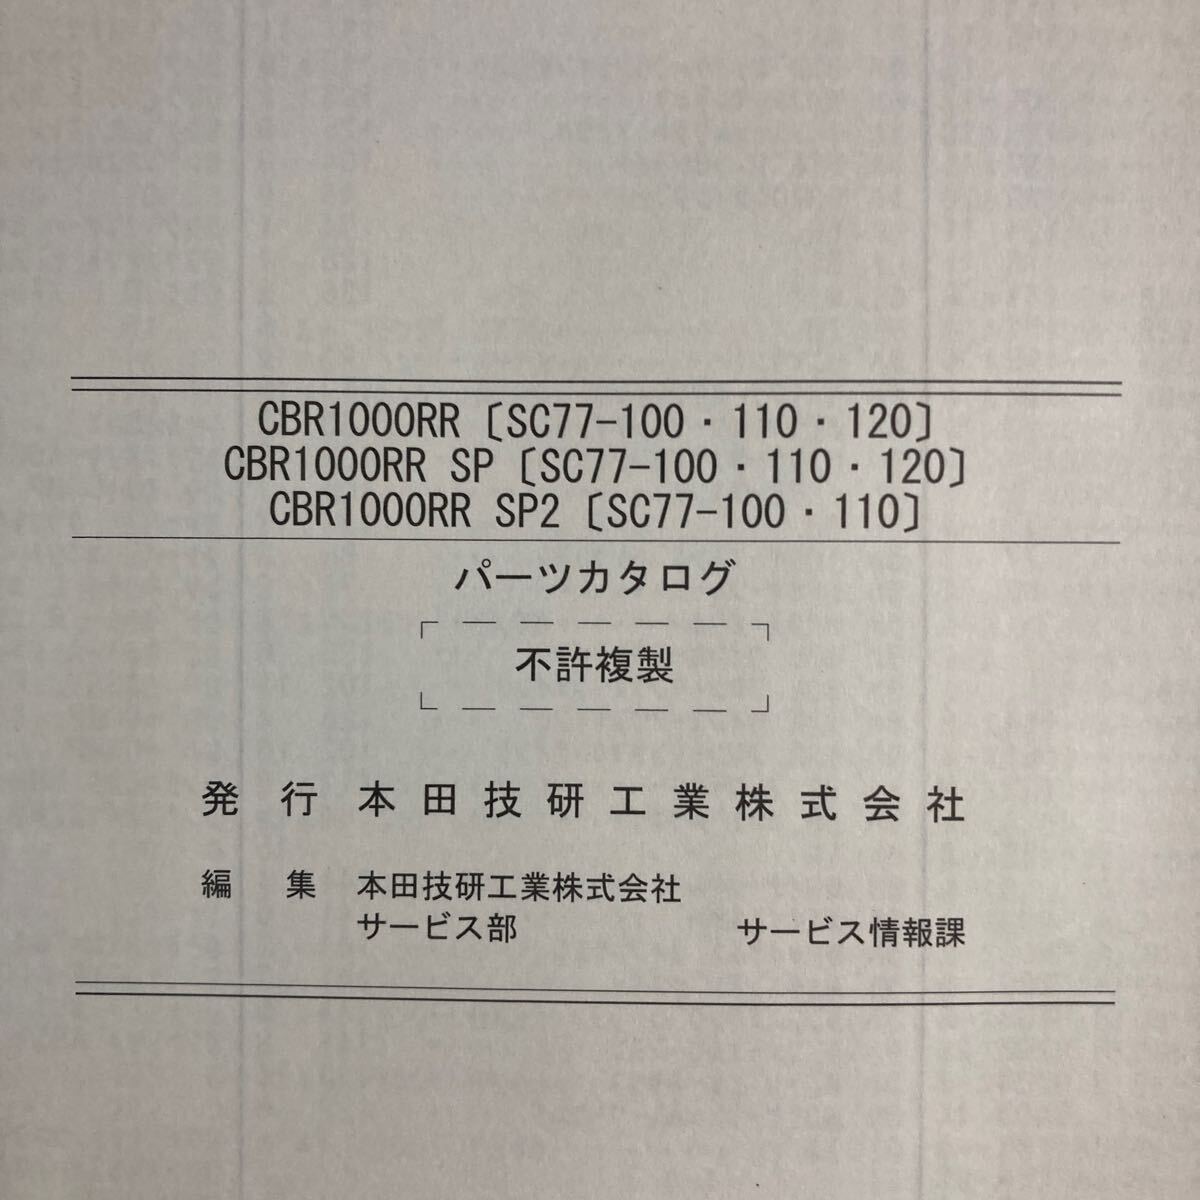 CBR1000RR〔SC77-100・110・120〕
CBR1000RR SP〔SC77-100・110・120〕
CBR1000RR SP2〔SC77-100・110〕
パーツカタログ
不許複製
発 行 本田技研工業株式会社
編 集 本田技研工業株式会社
サービス部 サービス情報課